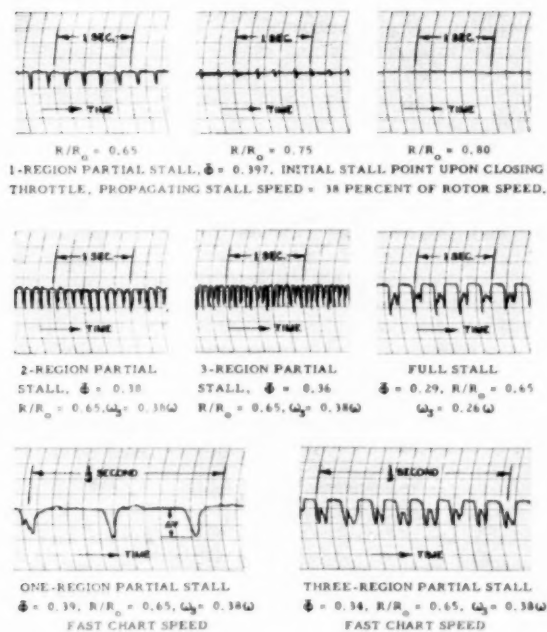 1 SEC.
TIME
R/R₀ = 0.65
1 SEC.
TIME
R/R₀ = 0.75
1 SEC.
TIME
R/R₀ = 0.80
1-REGION PARTIAL STALL, Φ̄ = 0.397, INITIAL STALL POINT UPON CLOSING
THROTTLE, PROPAGATING STALL SPEED = 38 PERCENT OF ROTOR SPEED.
1 SEC.
TIME
2-REGION PARTIAL
STALL, Φ̄ = 0.38
R/R₀ = 0.65, ω₃ = 0.38ω
1 SEC.
TIME
3-REGION PARTIAL
STALL, Φ̄ = 0.36
R/R₀ = 0.65, ω₃ = 0.38ω
1 SEC.
TIME
FULL STALL
Φ̄ = 0.29, R/R₀ = 0.65
ω₃ = 0.26ω
SECOND
ΔV
TIME
ONE-REGION PARTIAL STALL
Φ̄ = 0.39, R/R₀ = 0.65, ω₃ = 0.38ω
FAST CHART SPEED
SECOND
TIME
THREE-REGION PARTIAL STALL
Φ̄ = 0.34, R/R₀ = 0.65, ω₃ = 0.38ω
FAST CHART SPEED